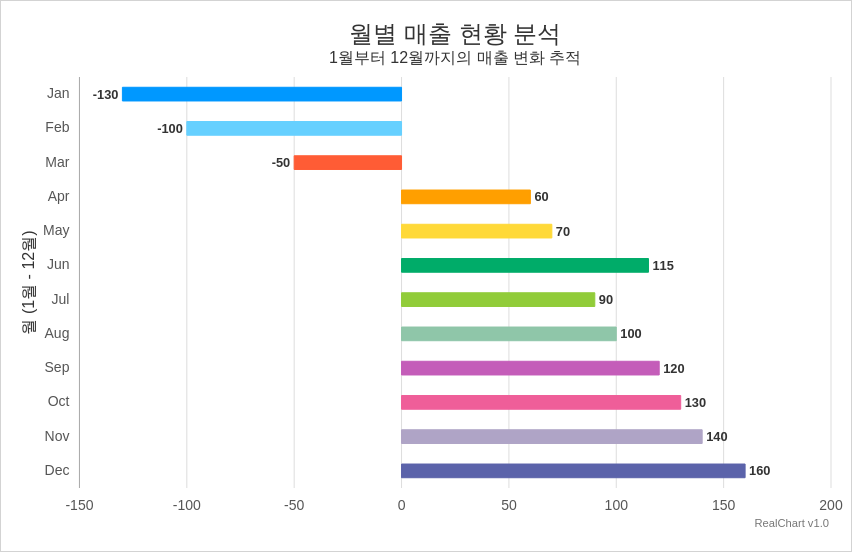 월별 매출 현황 분석
1월부터 12월까지의 매출 변화 추적
월 (1월 - 12월)
Jan -130
Feb -100
Mar -50
Apr 60
May 70
Jun 115
Jul 90
Aug 100
Sep 120
Oct 130
Nov 140
Dec 160
-150 -100 -50 0 50 100 150 200
RealChart v1.0